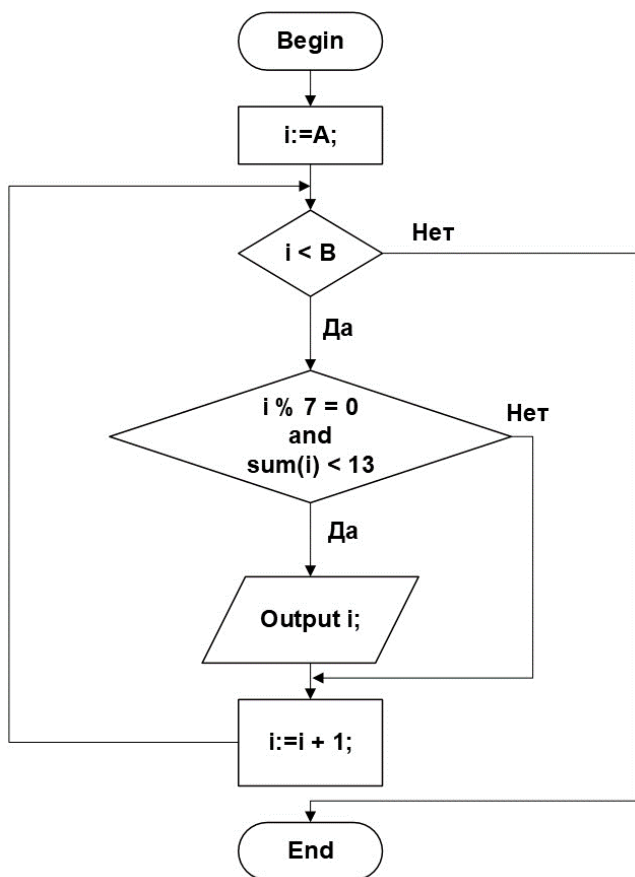 Begin
i:=A;
i < B
Нет
Да
i % 7 = 0
and
sum(i) < 13
Нет
Да
Output i;
i:=i + 1;
End